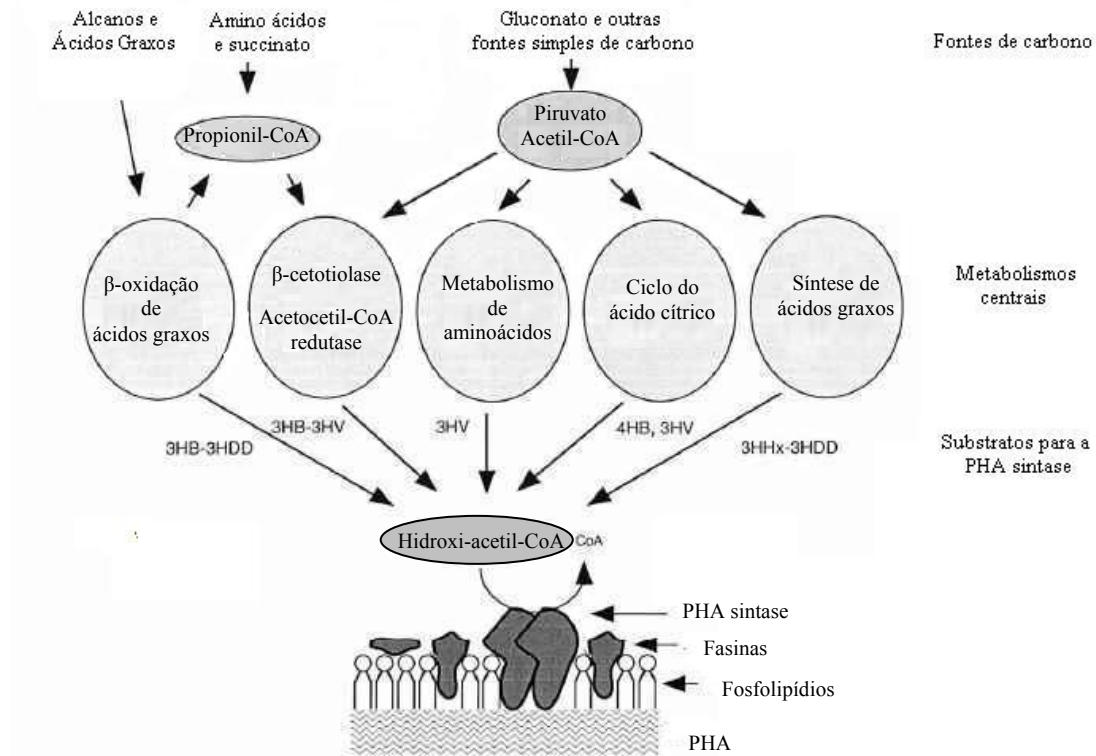 Alcanos e
Ácidos Graxos
Amino ácidos
e succinato
Gluconato e outras
fontes simples de carbono
Fontes de carbono
Propionil-CoA
Piruvato
Acetil-CoA
β-oxidação
de
ácidos graxos
β-cetotiolase
Acetocetil-CoA
redutase
Metabolismo
de
aminoácidos
Ciclo do
ácido cítrico
Síntese de
ácidos graxos
Metabolismos
centrais
3HB-3HDD
3HB-3HV
3HV
4HB, 3HV
3HHx-3HDD
Substratos para a
PHA sintase
Hidroxi-acetil-CoA
CoA
PHA sintase
Fasinas
Fosfolipídios
PHA